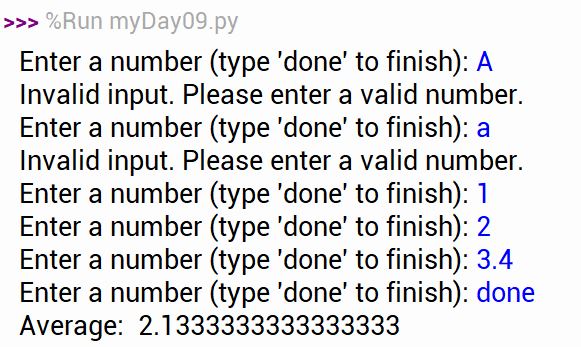 >>> %Run myDay09.py
Enter a number (type 'done' to finish): A
Invalid input. Please enter a valid number.
Enter a number (type 'done' to finish): a
Invalid input. Please enter a valid number.
Enter a number (type 'done' to finish): 1
Enter a number (type 'done' to finish): 2
Enter a number (type 'done' to finish): 3.4
Enter a number (type 'done' to finish): done
Average:  2.1333333333333333